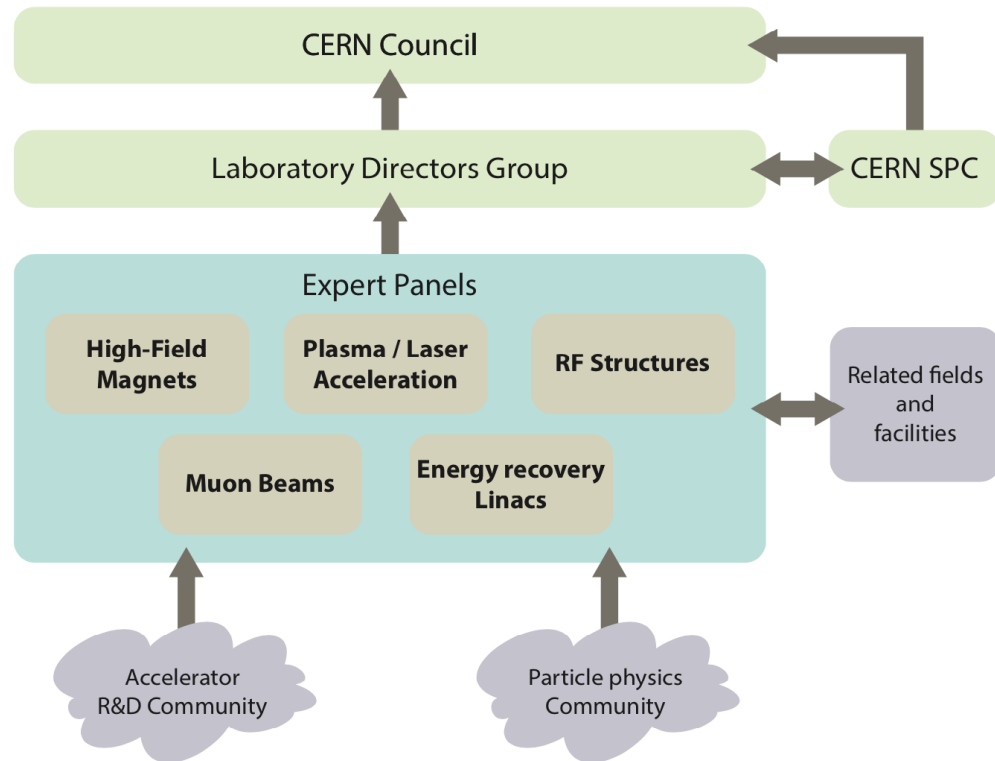 CERN Council
Laboratory Directors Group
CERN SPC
Expert Panels
High-Field
Magnets
Plasma / Laser
Acceleration
RF Structures
Related fields
and
facilities
Muon Beams
Energy recovery
Linacs
Accelerator
R&D Community
Particle physics
Community